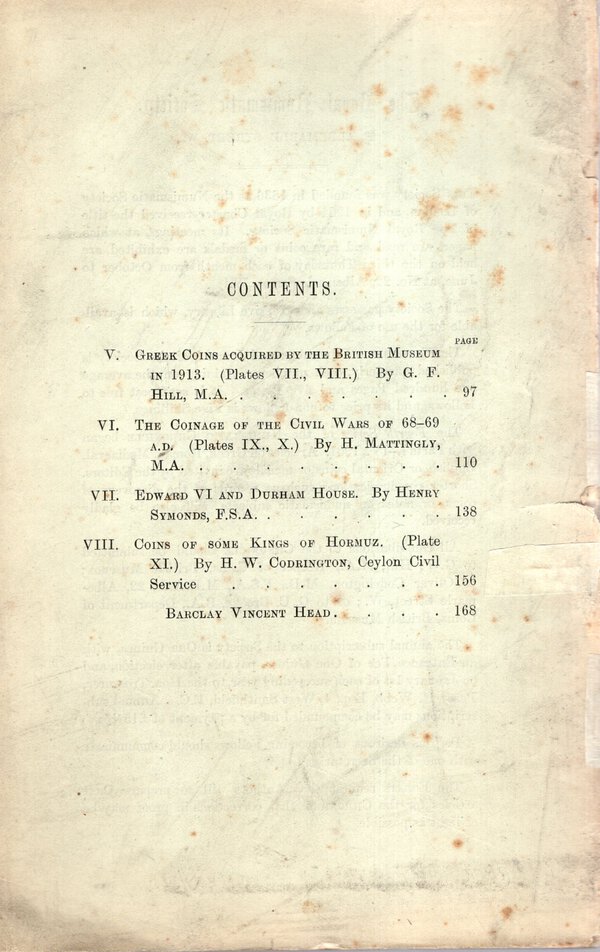 CONTENTS.
PAGE
V. GREEK COINS ACQUIRED BY THE BRITISH MUSEUM
IN 1913. (Plates VII., VIII.) By G. F.
HILL, M.A. . . . . . . . 97
VI. THE COINAGE OF THE CIVIL WARS OF 68–69
A.D. (Plates IX., X.) By H. MATTINGLY,
M.A. . . . . . . . . 110
VII. EDWARD VI AND DURHAM HOUSE. By HENRY
SYMONDS, F.S.A. . . . . . . 138
VIII. COINS OF SOME KINGS OF HORMUZ. (Plate
XI.) By H. W. CODRINGTON, Ceylon Civil
Service . . . . . . . 156
BARCLAY VINCENT HEAD . . . . 168